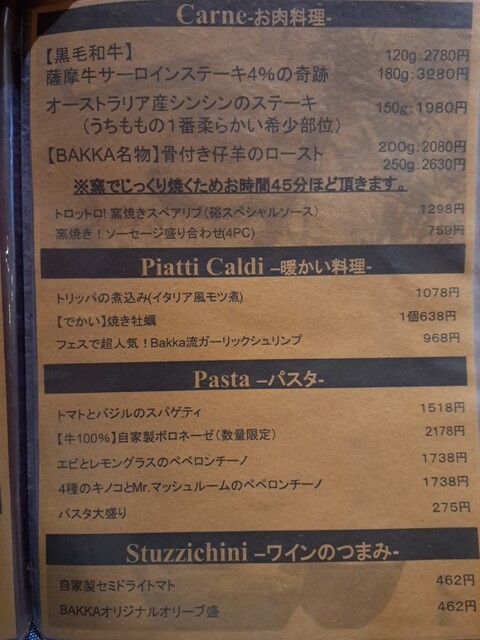 Carne-お肉料理-
【黒毛和牛】 120g:2780円
薩摩牛サーロインステーキ4%の奇跡 180g:3980円
オーストラリア産シンシンのステーキ 150g:1980円
（うちももの1番柔らかい希少部位）
200g:2080円
【BAKKA名物】骨付き仔羊のロースト 250g:2630円
※窯でじっくり焼くためお時間45分ほど頂きます。
トロットロ!窯焼きスペアリブ（硲スペシャルソース） 1298円
窯焼き！ソーセージ盛り合わせ(4PC) 759円
Piatti Caldi –暖かい料理-
トリッパの煮込み(イタリア風モツ煮) 1078円
【でかい】焼き牡蠣 1個638円
フェスで超人気！Bakka流ガーリックシュリンプ 968円
Pasta –パスタ-
トマトとバジルのスパゲティ 1518円
【牛100%】自家製ボロネーゼ（数量限定） 2178円
エビとレモングラスのペペロンチーノ 1738円
4種のキノコとMr.マッシュルームのペペロンチーノ 1738円
パスタ大盛り 275円
Stuzzichini –ワインのつまみ-
自家製セミドライトマト 462円
BAKKAオリジナルオリーブ盛 462円